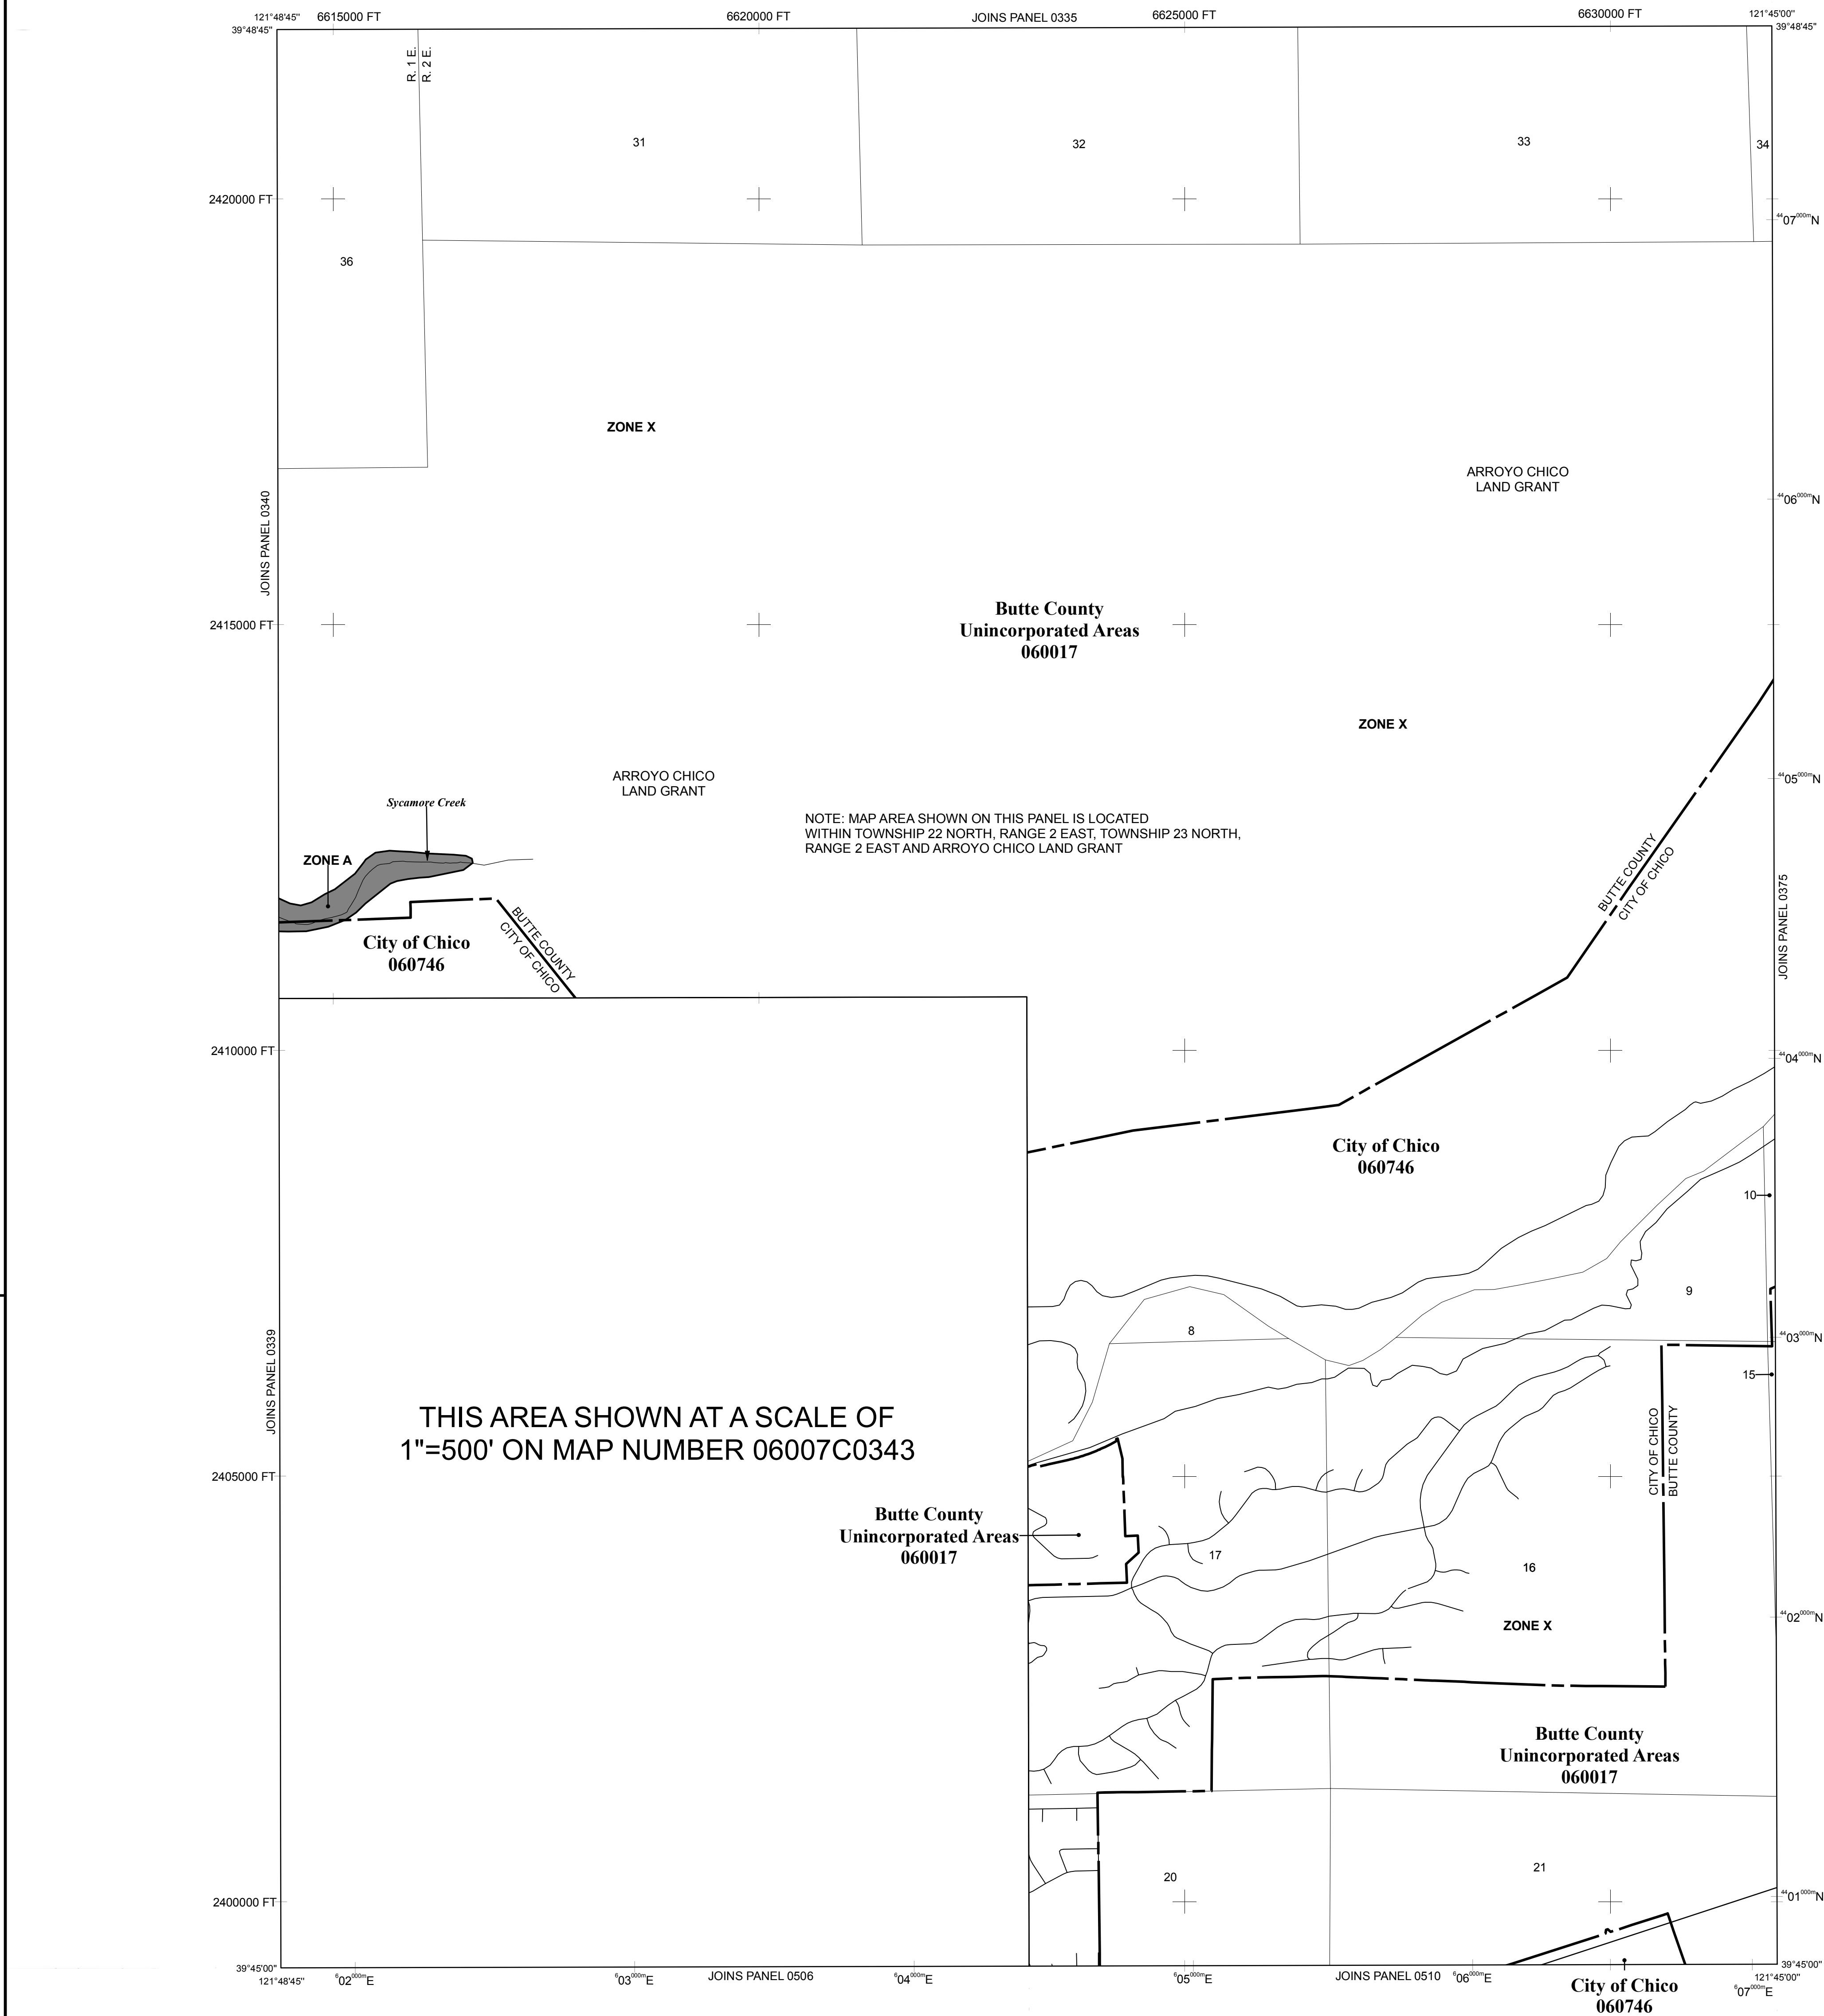 121°48'45"
6615000 FT
6620000 FT
JOINS PANEL 0335
6625000 FT
6630000 FT
121°45'00"
39°48'45"
39°48'45"
R. 1 E.
R. 2 E.
31
32
33
34
2420000 FT
4407000mN
36
ZONE X
ARROYO CHICO
LAND GRANT
4406000mN
JOINS PANEL 0340
Butte County
Unincorporated Areas
060017
2415000 FT
ZONE X
ARROYO CHICO
LAND GRANT
4405000mN
Sycamore Creek
NOTE: MAP AREA SHOWN ON THIS PANEL IS LOCATED
WITHIN TOWNSHIP 22 NORTH, RANGE 2 EAST, TOWNSHIP 23 NORTH,
RANGE 2 EAST AND ARROYO CHICO LAND GRANT
ZONE A
BUTTE COUNTY
CITY OF CHICO
JOINS PANEL 0375
City of Chico
060746
BUTTE COUNTY
CITY OF CHICO
2410000 FT
4404000mN
City of Chico
060746
10
9
8
4403000mN
JOINS PANEL 0339
15
THIS AREA SHOWN AT A SCALE OF
1"=500' ON MAP NUMBER 06007C0343
CITY OF CHICO
BUTTE COUNTY
2405000 FT
Butte County
Unincorporated Areas
060017
17
16
4402000mN
ZONE X
Butte County
Unincorporated Areas
060017
20
21
2400000 FT
4401000mN
39°45'00"
39°45'00"
121°48'45"
602000mE
603000mE
JOINS PANEL 0506
604000mE
605000mE
JOINS PANEL 0510
606000mE
121°45'00"
City of Chico
060746
607000mE